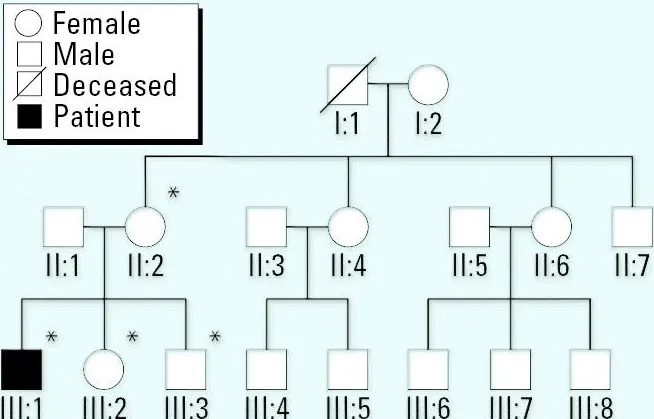 Female
Male
Deceased
Patient
I:1 I:2
*
II:1 II:2 II:3 II:4 II:5 II:6 II:7
* * *
III:1 III:2 III:3 III:4 III:5 III:6 III:7 III:8